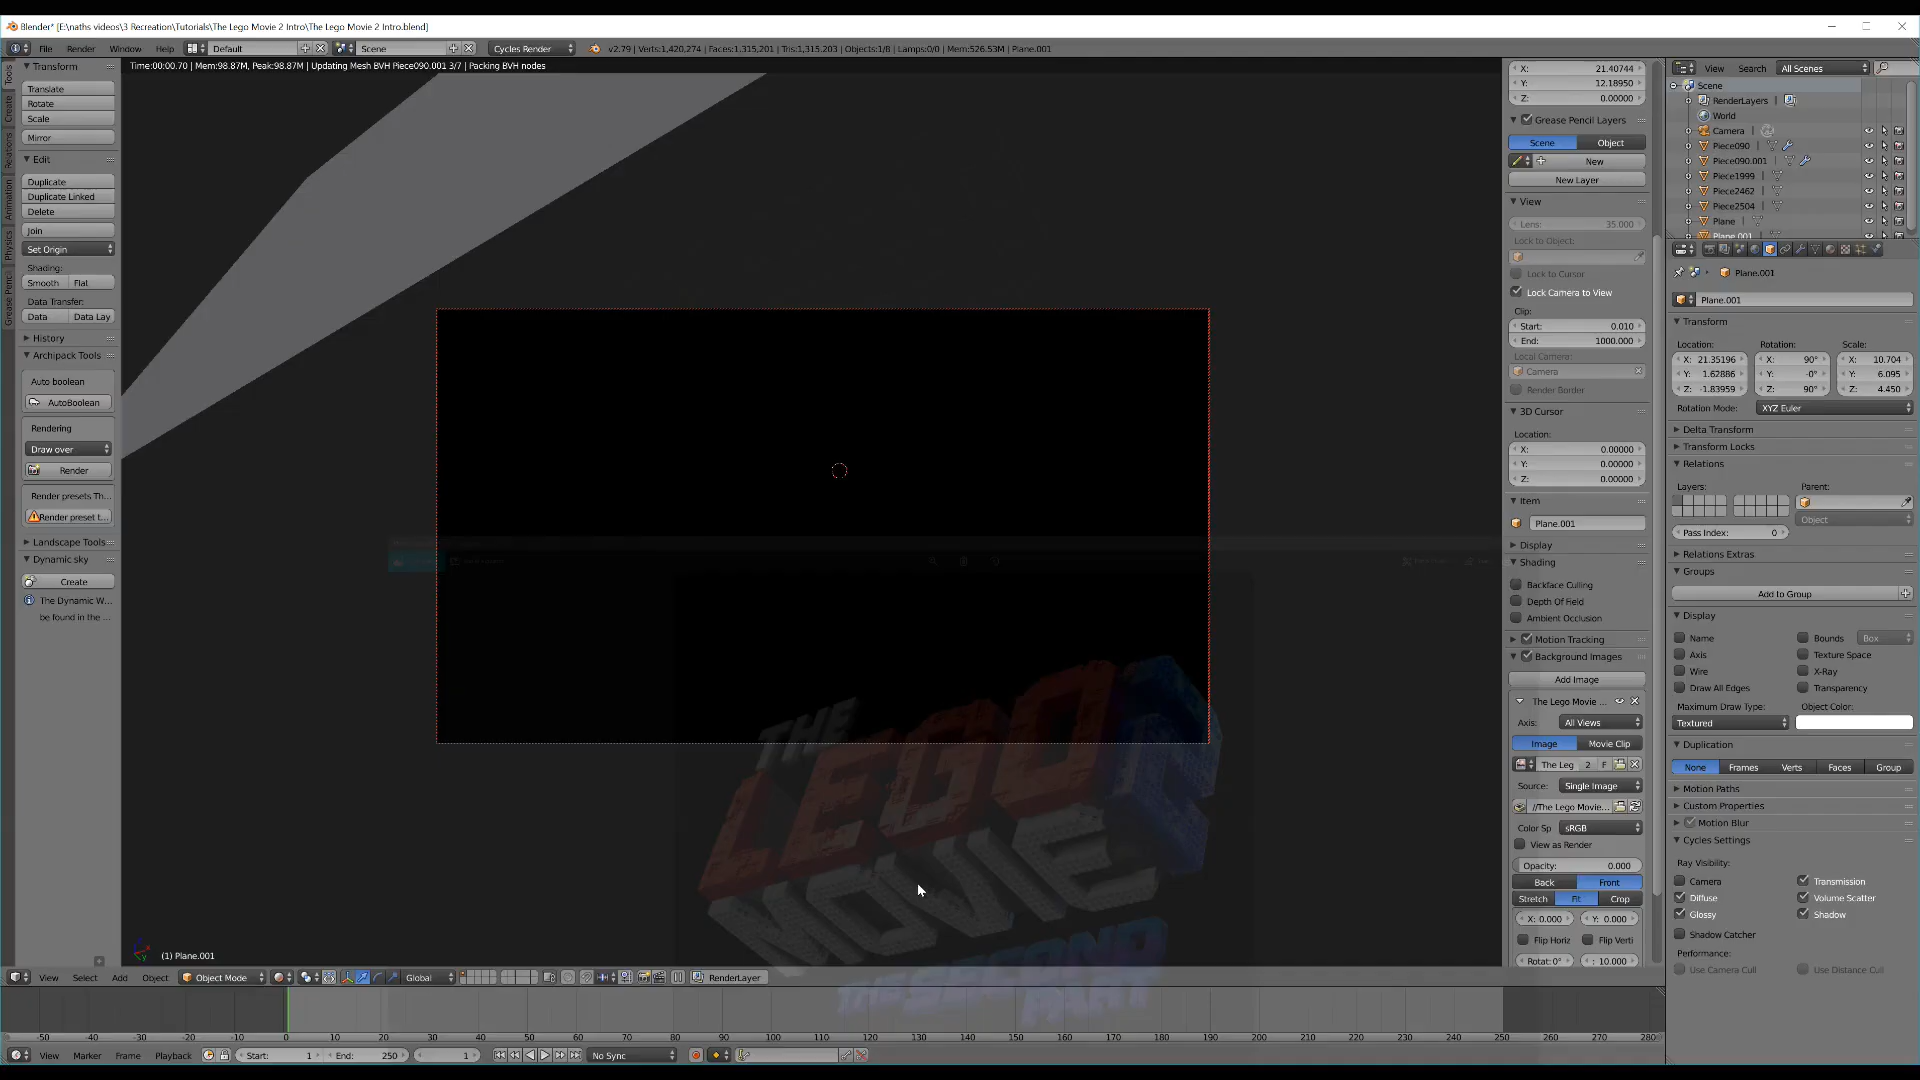 Blender* [E:\naths videos\3 Recreation\Tutorials\The Lego Movie 2 Intro\The Lego Movie 2 Intro.blend]
File Render Window Help Default Scene Cycles Render v2.79 | Verts:1,420,274 | Faces:1,315,201 | Tris:1,315,203 | Objects:1/8 | Lamps:0/0 | Mem:526.53M | Plane.001
Time:00:00.70 | Mem:98.87M, Peak:98.87M | Updating Mesh BVH Piece090.001 3/7 | Packing BVH nodes
Tools
Create
Relations
Animation
Physics
Grease Pencil
Transform
Translate
Rotate
Scale
Mirror
Edit
Duplicate
Duplicate Linked
Delete
Join
Set Origin
Shading:
Smooth Flat
Data Transfer:
Data Data Lay
History
Archipack Tools
Auto boolean
AutoBoolean
Rendering
Draw over
Render
Render presets Th...
Render preset t...
Landscape Tools
Dynamic sky
Create
The Dynamic W...
be found in the ...
THE
LEGO
MOVIE
2
THE SECOND
PART
(1) Plane.001
View Select Add Object Object Mode Global RenderLayer
X: 21.40744
Y: 12.18950
Z: 0.00000
Grease Pencil Layers
Scene Object
New
New Layer
View
Lens: 35.000
Lock to Object:
Lock to Cursor
Lock Camera to View
Clip:
Start: 0.010
End: 1000.000
Local Camera:
Camera
Render Border
3D Cursor
Location:
X: 0.00000
Y: 0.00000
Z: 0.00000
Item
Plane.001
Display
Shading
Backface Culling
Depth Of Field
Ambient Occlusion
Motion Tracking
Background Images
Add Image
The Lego Movie ...
Axis: All Views
Image Movie Clip
The Leg 2 F
Source: Single Image
//The Lego Movie...
Color Sp sRGB
View as Render
Opacity: 0.000
Back Front
Stretch Fit Crop
X: 0.000 Y: 0.000
Flip Horiz Flip Verti
Rotat: 0° : 10.000
View Search All Scenes
Scene
RenderLayers
World
Camera
Piece090
Piece090.001
Piece1999
Piece2462
Piece2504
Plane
Plane.001
Plane.001
Plane.001
Transform
Location: Rotation: Scale:
X: 21.35196 X: 90° X: 10.704
Y: 1.62886 Y: -0° Y: 6.095
Z: -1.83959 Z: 90° Z: 4.450
Rotation Mode: XYZ Euler
Delta Transform
Transform Locks
Relations
Layers: Parent:
Object
Pass Index: 0
Relations Extras
Groups
Add to Group
Display
Name Bounds Box
Axis Texture Space
Wire X-Ray
Draw All Edges Transparency
Maximum Draw Type: Object Color:
Textured
Duplication
None Frames Verts Faces Group
Motion Paths
Custom Properties
Motion Blur
Cycles Settings
Ray Visibility:
Camera Transmission
Diffuse Volume Scatter
Glossy Shadow
Shadow Catcher
Performance:
Use Camera Cull Use Distance Cull
-50 -40 -30 -20 -10 0 10 20 30 40 50 60 70 80 90 100 110 120 130 140 150 160 170 180 190 200 210 220 230 240 250 260 270 280
View Marker Frame Playback Start: 1 End: 250 1 No Sync